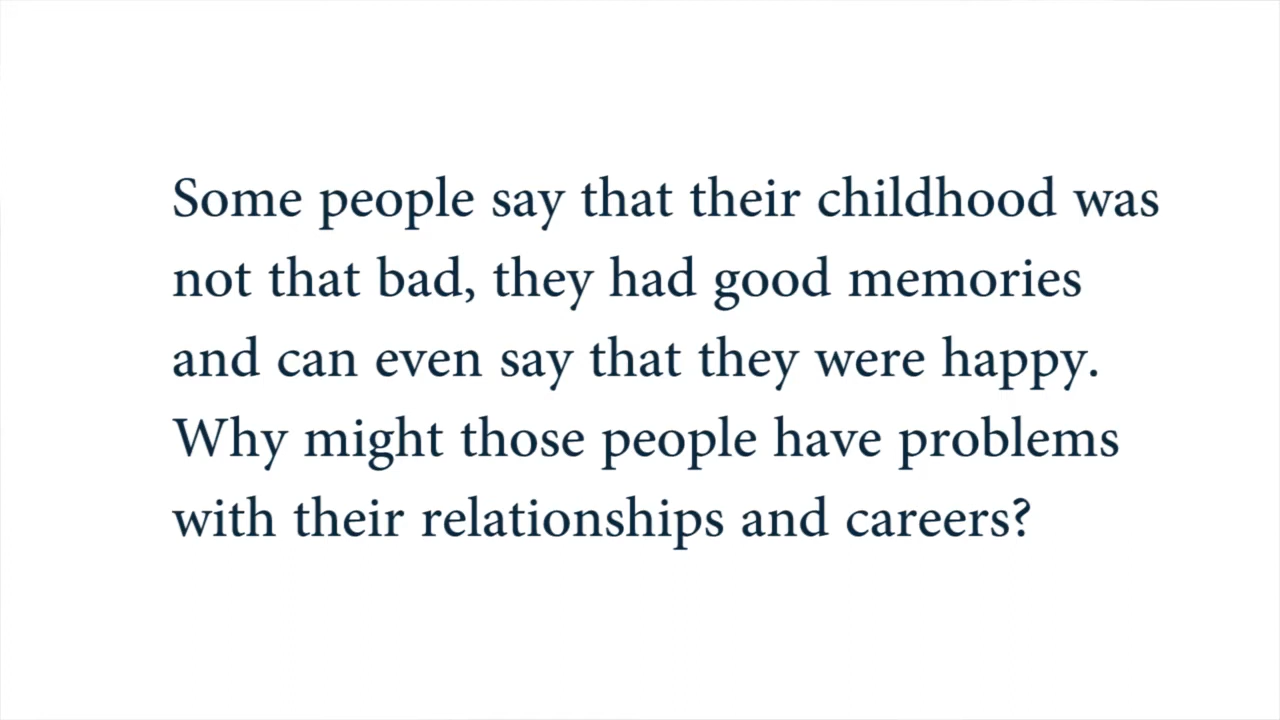 Some people say that their childhood was
not that bad, they had good memories
and can even say that they were happy.
Why might those people have problems
with their relationships and careers?